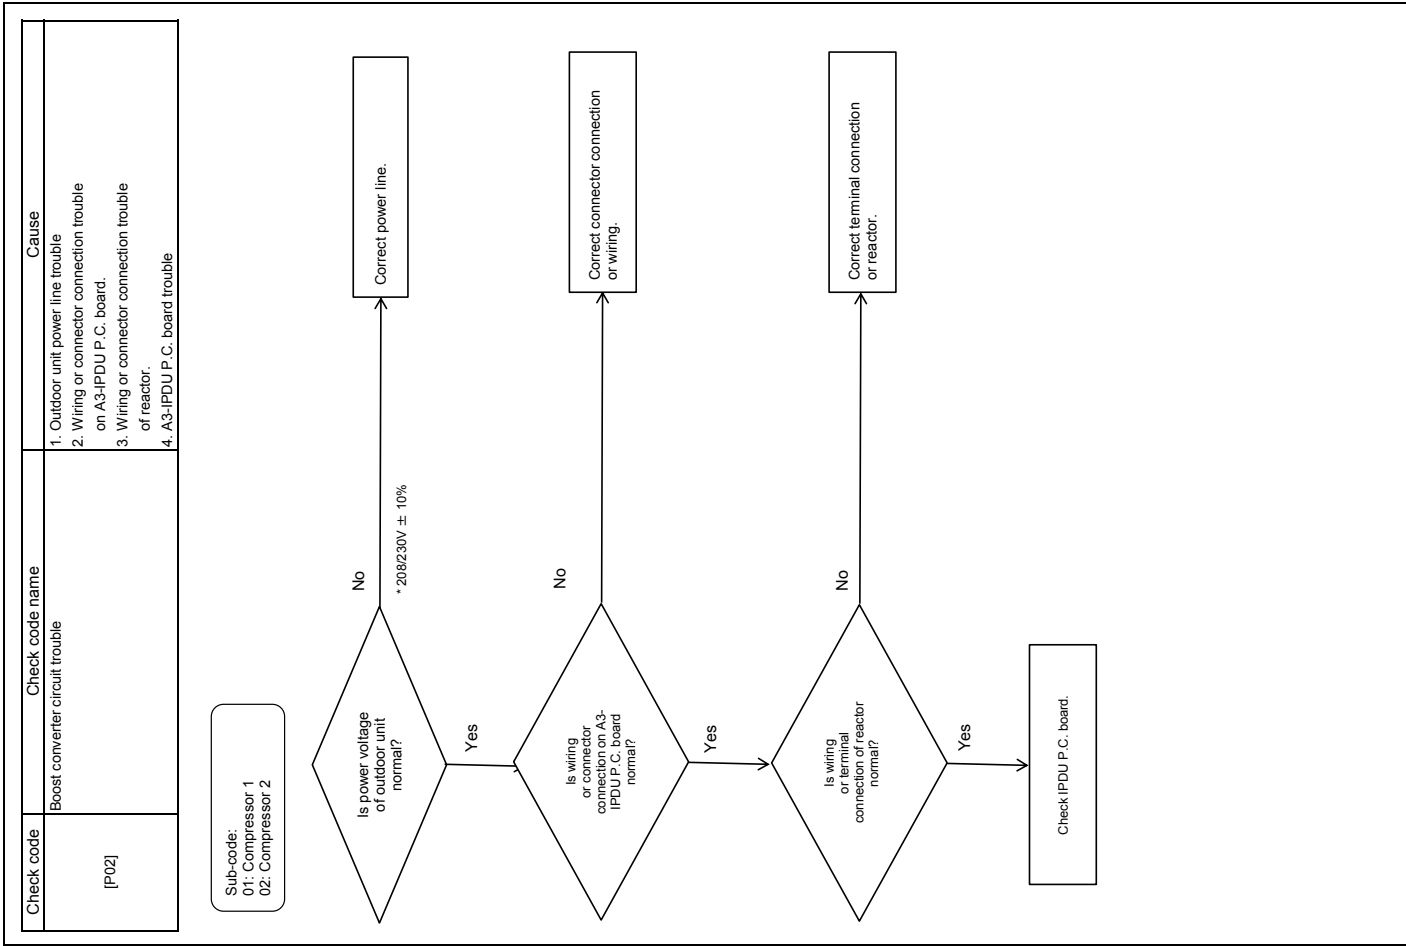 Check code
Check code name
Cause
[P02]
Boost converter circuit trouble
1. Outdoor unit power line trouble
2. Wiring or connector connection trouble
on A3-IPDU P.C. board.
3. Wiring or connector connection trouble
of reactor.
4. A3-IPDU P.C. board trouble
Sub-code:
01: Compressor 1
02: Compressor 2
Is power voltage
of outdoor unit
normal?
No
* 208/230V ± 10%
Correct power line.
Yes
Is wiring
or connector
connection on A3-
IPDU P.C. board
normal?
No
Correct connector connection
or wiring.
Yes
Is wiring
or terminal
connection of reactor
normal?
No
Correct terminal connection
or reactor.
Yes
Check IPDU P.C. board.